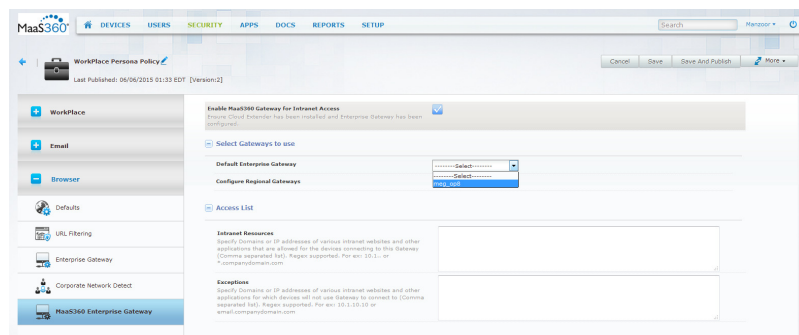 MaaS360
DEVICES USERS SECURITY APPS DOCS REPORTS SETUP
Search
Manzoor
WorkPlace Persona Policy
Last Published: 06/06/2015 01:33 EDT [Version:2]
Cancel Save Save And Publish More
WorkPlace
Email
Browser
Defaults
URL Filtering
Enterprise Gateway
Corporate Network Detect
MaaS360 Enterprise Gateway
Enable MaaS360 Gateway for Intranet Access
Ensure Cloud Extender has been installed and Enterprise Gateway has been
configured.
Select Gateways to use
Default Enterprise Gateway
--------Select--------
--------Select--------
meg_op8
Configure Regional Gateways
Access List
Intranet Resources
Specify Domains or IP addresses of various intranet websites and other
applications that are allowed for the devices connecting to this Gateway
(Comma separated list). Regex supported. For ex: 10.1.. or
*.companydomain.com
Exceptions
Specify Domains or IP addresses of various intranet websites and other
applications for which devices will not use Gateway to connect to (Comma
separated list). Regex supported. For ex: 10.1.10.10 or
email.companydomain.com